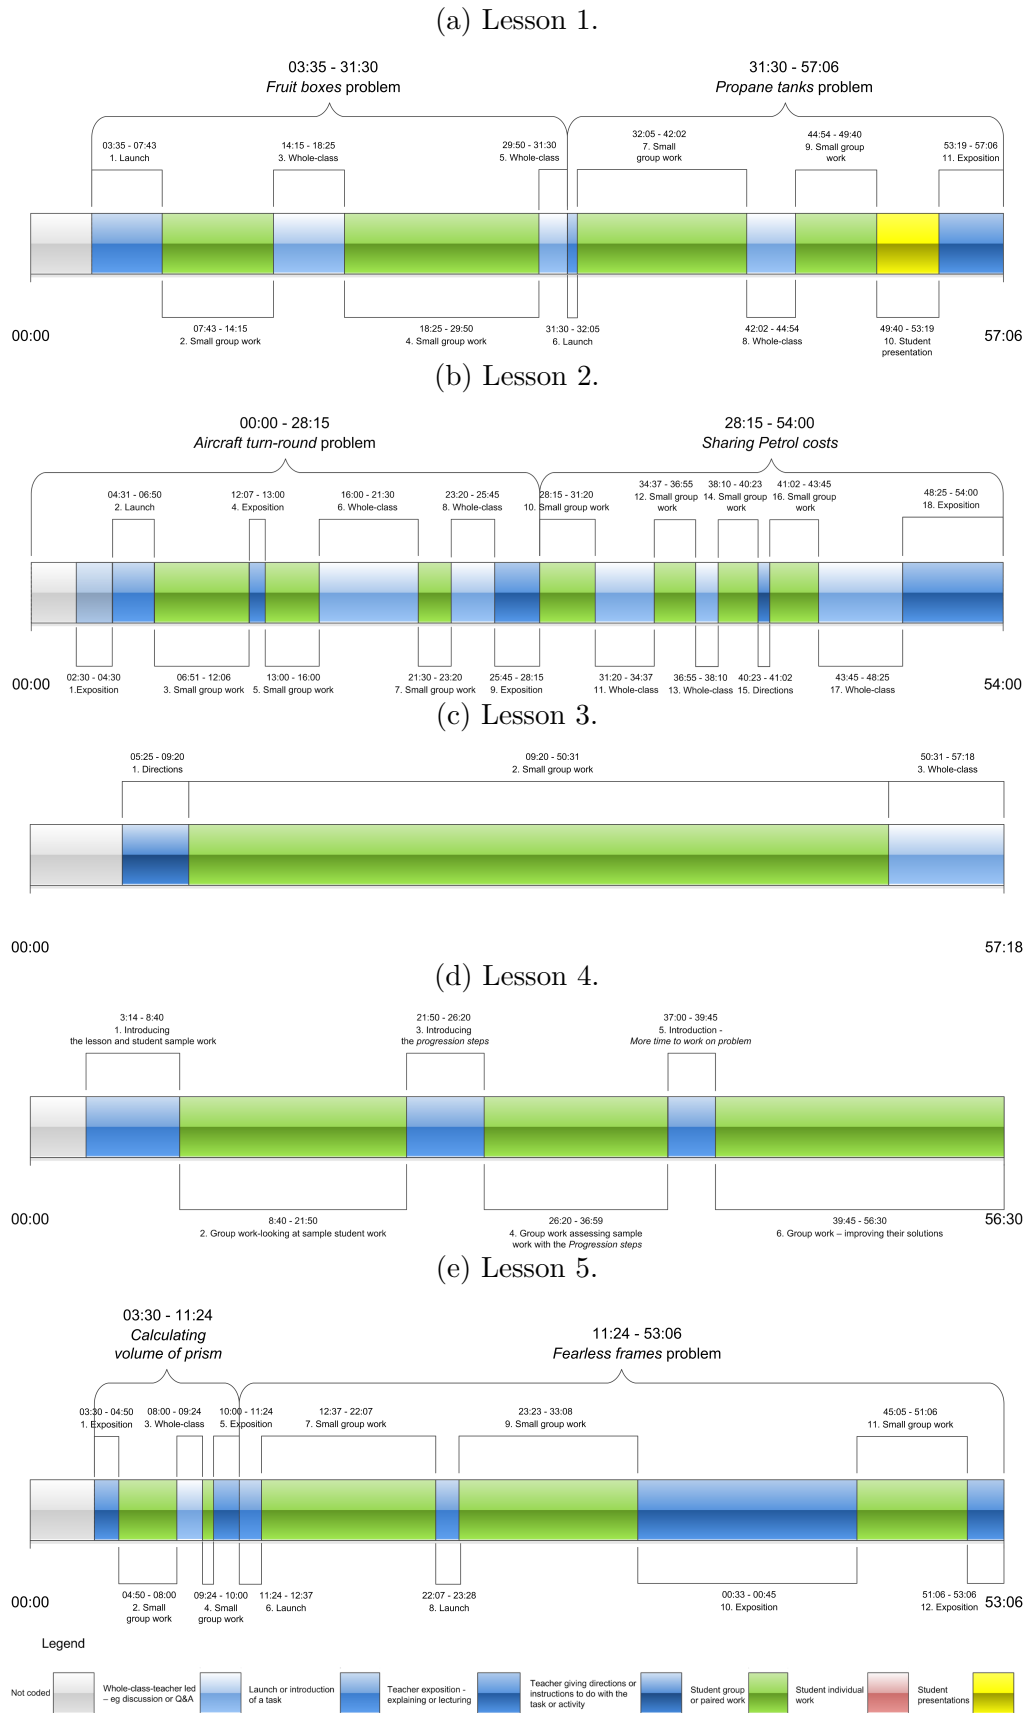 (a) Lesson 1.
03:35 - 31:30
Fruit boxes problem
31:30 - 57:06
Propane tanks problem
03:35 - 07:43
1. Launch
14:15 - 18:25
3. Whole-class
29:50 - 31:30
5. Whole-class
32:05 - 42:02
7. Small
group work
44:54 - 49:40
9. Small group
work
53:19 - 57:06
11. Exposition
00:00
07:43 - 14:15
2. Small group work
18:25 - 29:50
4. Small group work
31:30 - 32:05
6. Launch
42:02 - 44:54
8. Whole-class
49:40 - 53:19
10. Student
presentation
57:06
(b) Lesson 2.
00:00 - 28:15
Aircraft turn-round problem
28:15 - 54:00
Sharing Petrol costs
04:31 - 06:50
2. Launch
12:07 - 13:00
4. Exposition
16:00 - 21:30
6. Whole-class
23:20 - 25:45
8. Whole-class
28:15 - 31:20
10. Small group work
34:37 - 36:55
12. Small group
work
38:10 - 40:23
14. Small group
work
41:02 - 43:45
16. Small group
work
48:25 - 54:00
18. Exposition
00:00
02:30 - 04:30
1.Exposition
06:51 - 12:06
3. Small group work
13:00 - 16:00
5. Small group work
21:30 - 23:20
7. Small group work
25:45 - 28:15
9. Exposition
31:20 - 34:37
11. Whole-class
36:55 - 38:10
13. Whole-class
40:23 - 41:02
15. Directions
43:45 - 48:25
17. Whole-class
54:00
(c) Lesson 3.
05:25 - 09:20
1. Directions
09:20 - 50:31
2. Small group work
50:31 - 57:18
3. Whole-class
00:00
57:18
(d) Lesson 4.
3:14 - 8:40
1. Introducing
the lesson and student sample work
21:50 - 26:20
3. Introducing
the progression steps
37:00 - 39:45
5. Introduction -
More time to work on problem
00:00
8:40 - 21:50
2. Group work-looking at sample student work
26:20 - 36:59
4. Group work assessing sample
work with the Progression steps
39:45 - 56:30
6. Group work – improving their solutions
56:30
(e) Lesson 5.
03:30 - 11:24
Calculating
volume of prism
11:24 - 53:06
Fearless frames problem
03:30 - 04:50
1. Exposition
08:00 - 09:24
3. Whole-class
10:00 - 11:24
5. Exposition
12:37 - 22:07
7. Small group work
23:23 - 33:08
9. Small group work
45:05 - 51:06
11. Small group work
00:00
04:50 - 08:00
2. Small
group work
09:24 - 10:00
4. Small
group work
11:24 - 12:37
6. Launch
22:07 - 23:28
8. Launch
00:33 - 00:45
10. Exposition
51:06 - 53:06
12. Exposition
53:06
Legend
Not coded
Whole-class-teacher led
– eg discussion or Q&A
Launch or introduction
of a task
Teacher exposition -
explaining or lecturing
Teacher giving directions or
instructions to do with the
task or activity
Student group
or paired work
Student individual
work
Student
presentations